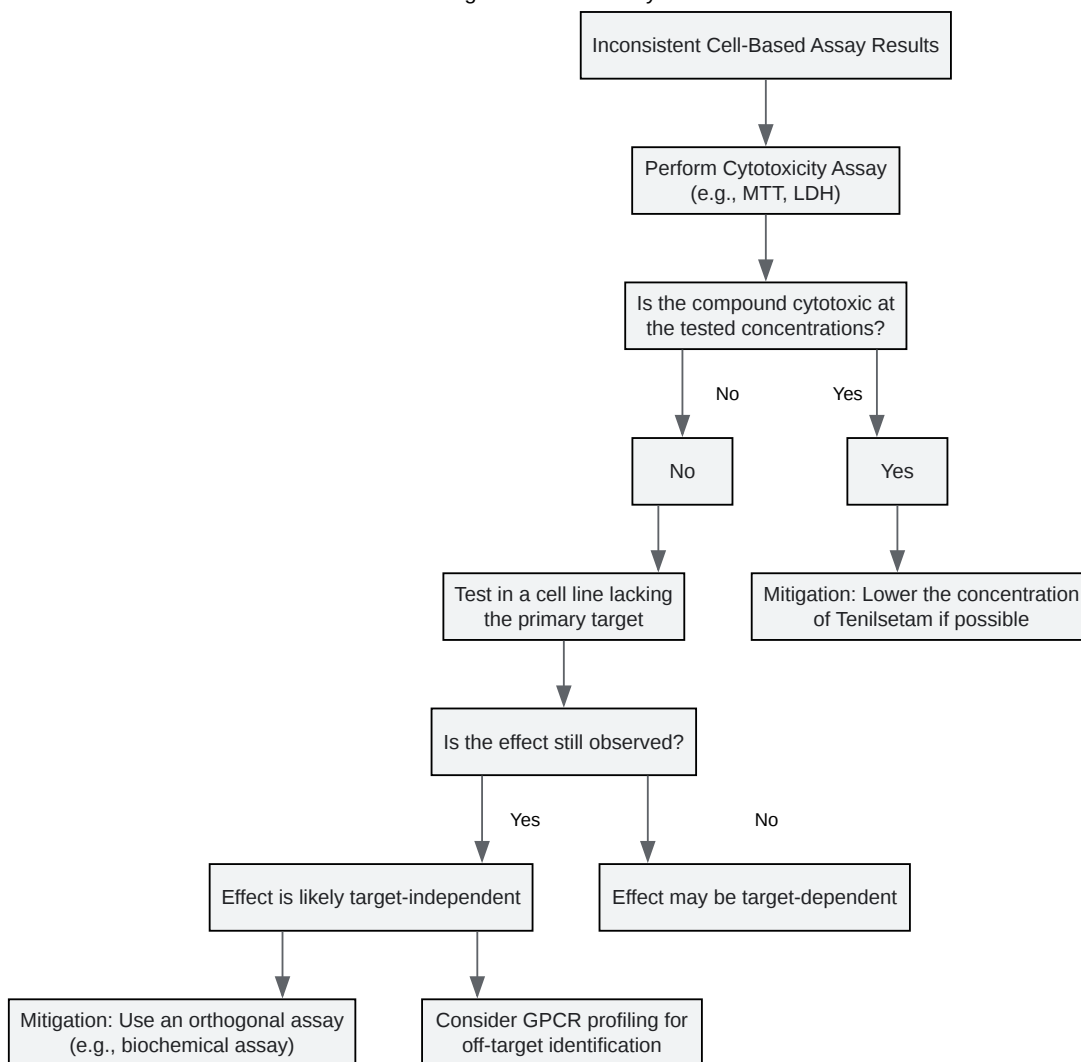 Inconsistent Cell-Based Assay Results
Perform Cytotoxicity Assay
(e.g., MTT, LDH)
Is the compound cytotoxic at
the tested concentrations?
No
Yes
No
Yes
Test in a cell line lacking
the primary target
Mitigation: Lower the concentration
of Tenilsetam if possible
Is the effect still observed?
Yes
No
Effect is likely target-independent
Effect may be target-dependent
Mitigation: Use an orthogonal assay
(e.g., biochemical assay)
Consider GPCR profiling for
off-target identification